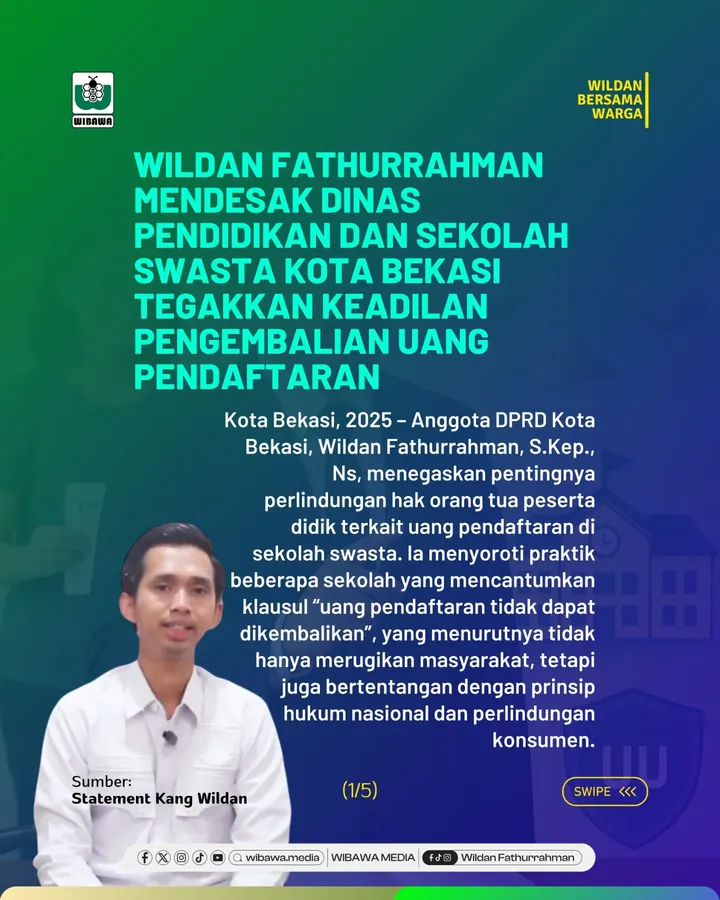 WIBAWA
WILDAN
BERSAMA
WARGA
WILDAN FATHURRAHMAN
MENDESAK DINAS
PENDIDIKAN DAN SEKOLAH
SWASTA KOTA BEKASI
TEGAKKAN KEADILAN
PENGEMBALIAN UANG
PENDAFTARAN
Kota Bekasi, 2025 – Anggota DPRD Kota
Bekasi, Wildan Fathurrahman, S.Kep.,
Ns, menegaskan pentingnya
perlindungan hak orang tua peserta
didik terkait uang pendaftaran di
sekolah swasta. Ia menyoroti praktik
beberapa sekolah yang mencantumkan
klausul “uang pendaftaran tidak dapat
dikembalikan”, yang menurutnya tidak
hanya merugikan masyarakat, tetapi
juga bertentangan dengan prinsip
hukum nasional dan perlindungan
konsumen.
UU
Sumber:
Statement Kang Wildan
(1/5)
SWIPE
wibawa.media
WIBAWA MEDIA
Wildan Fathurrahman